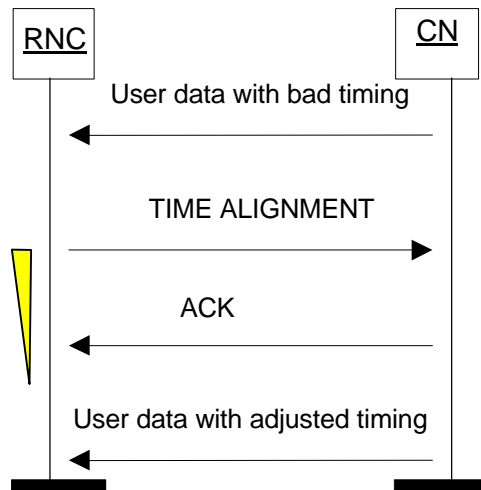 RNC
CN
User data with bad timing
TIME ALIGNMENT
ACK
User data with adjusted timing